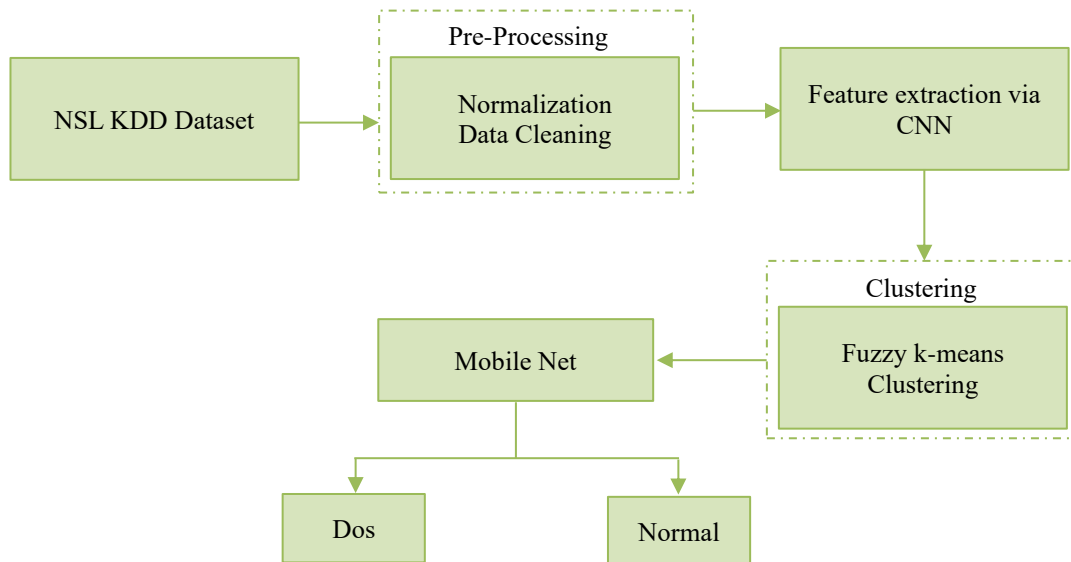 NSL KDD Dataset
Pre-Processing
Normalization
Data Cleaning
Feature extraction via
CNN
Clustering
Fuzzy k-means
Clustering
Mobile Net
Dos
Normal